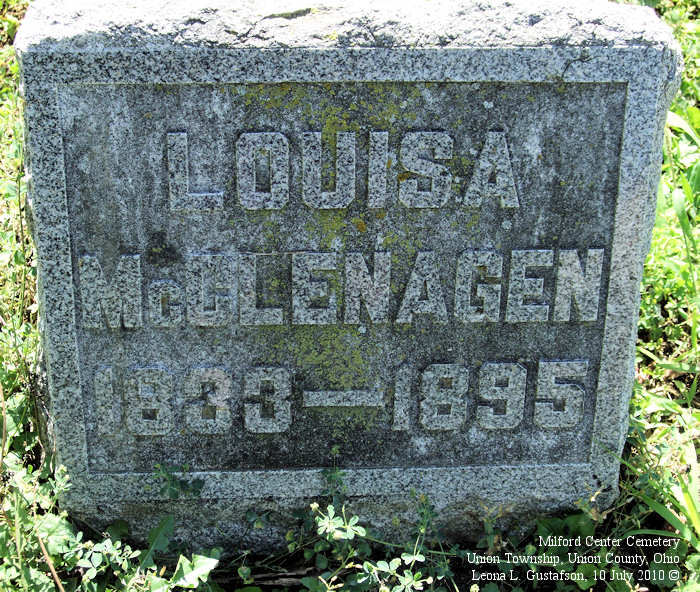 LOUISA
McCLENAGEN
1833—1895
Milford Center Cemetery
Union Township, Union County, Ohio
Leona L. Gustafson, 10 July 2010 ©